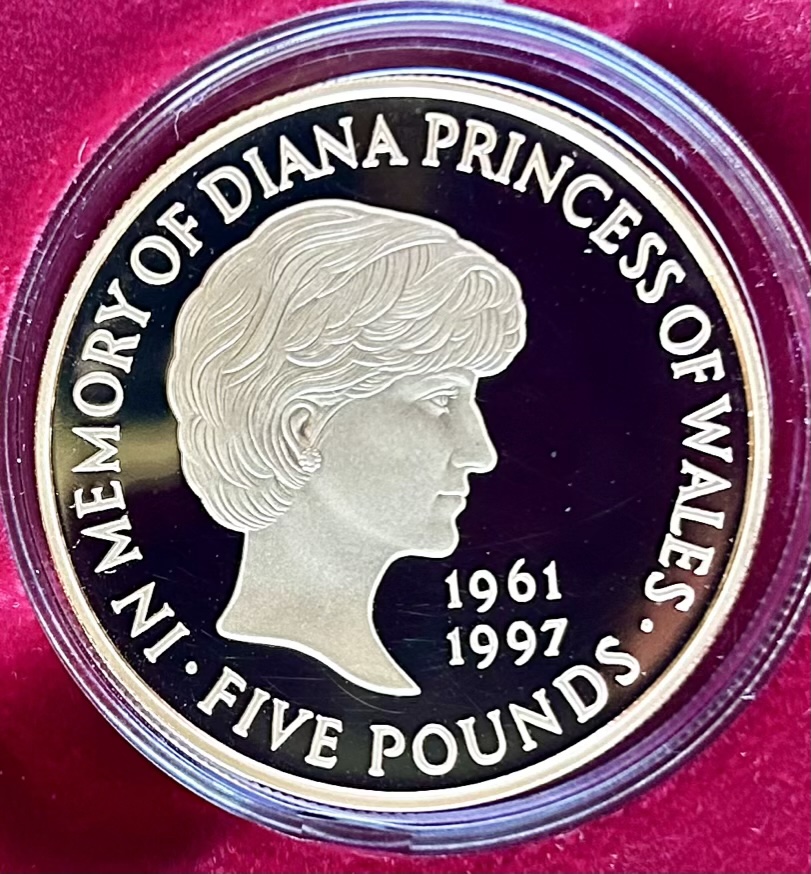 IN MEMORY OF DIANA PRINCESS OF WALES ·
1961
1997
FIVE POUNDS ·